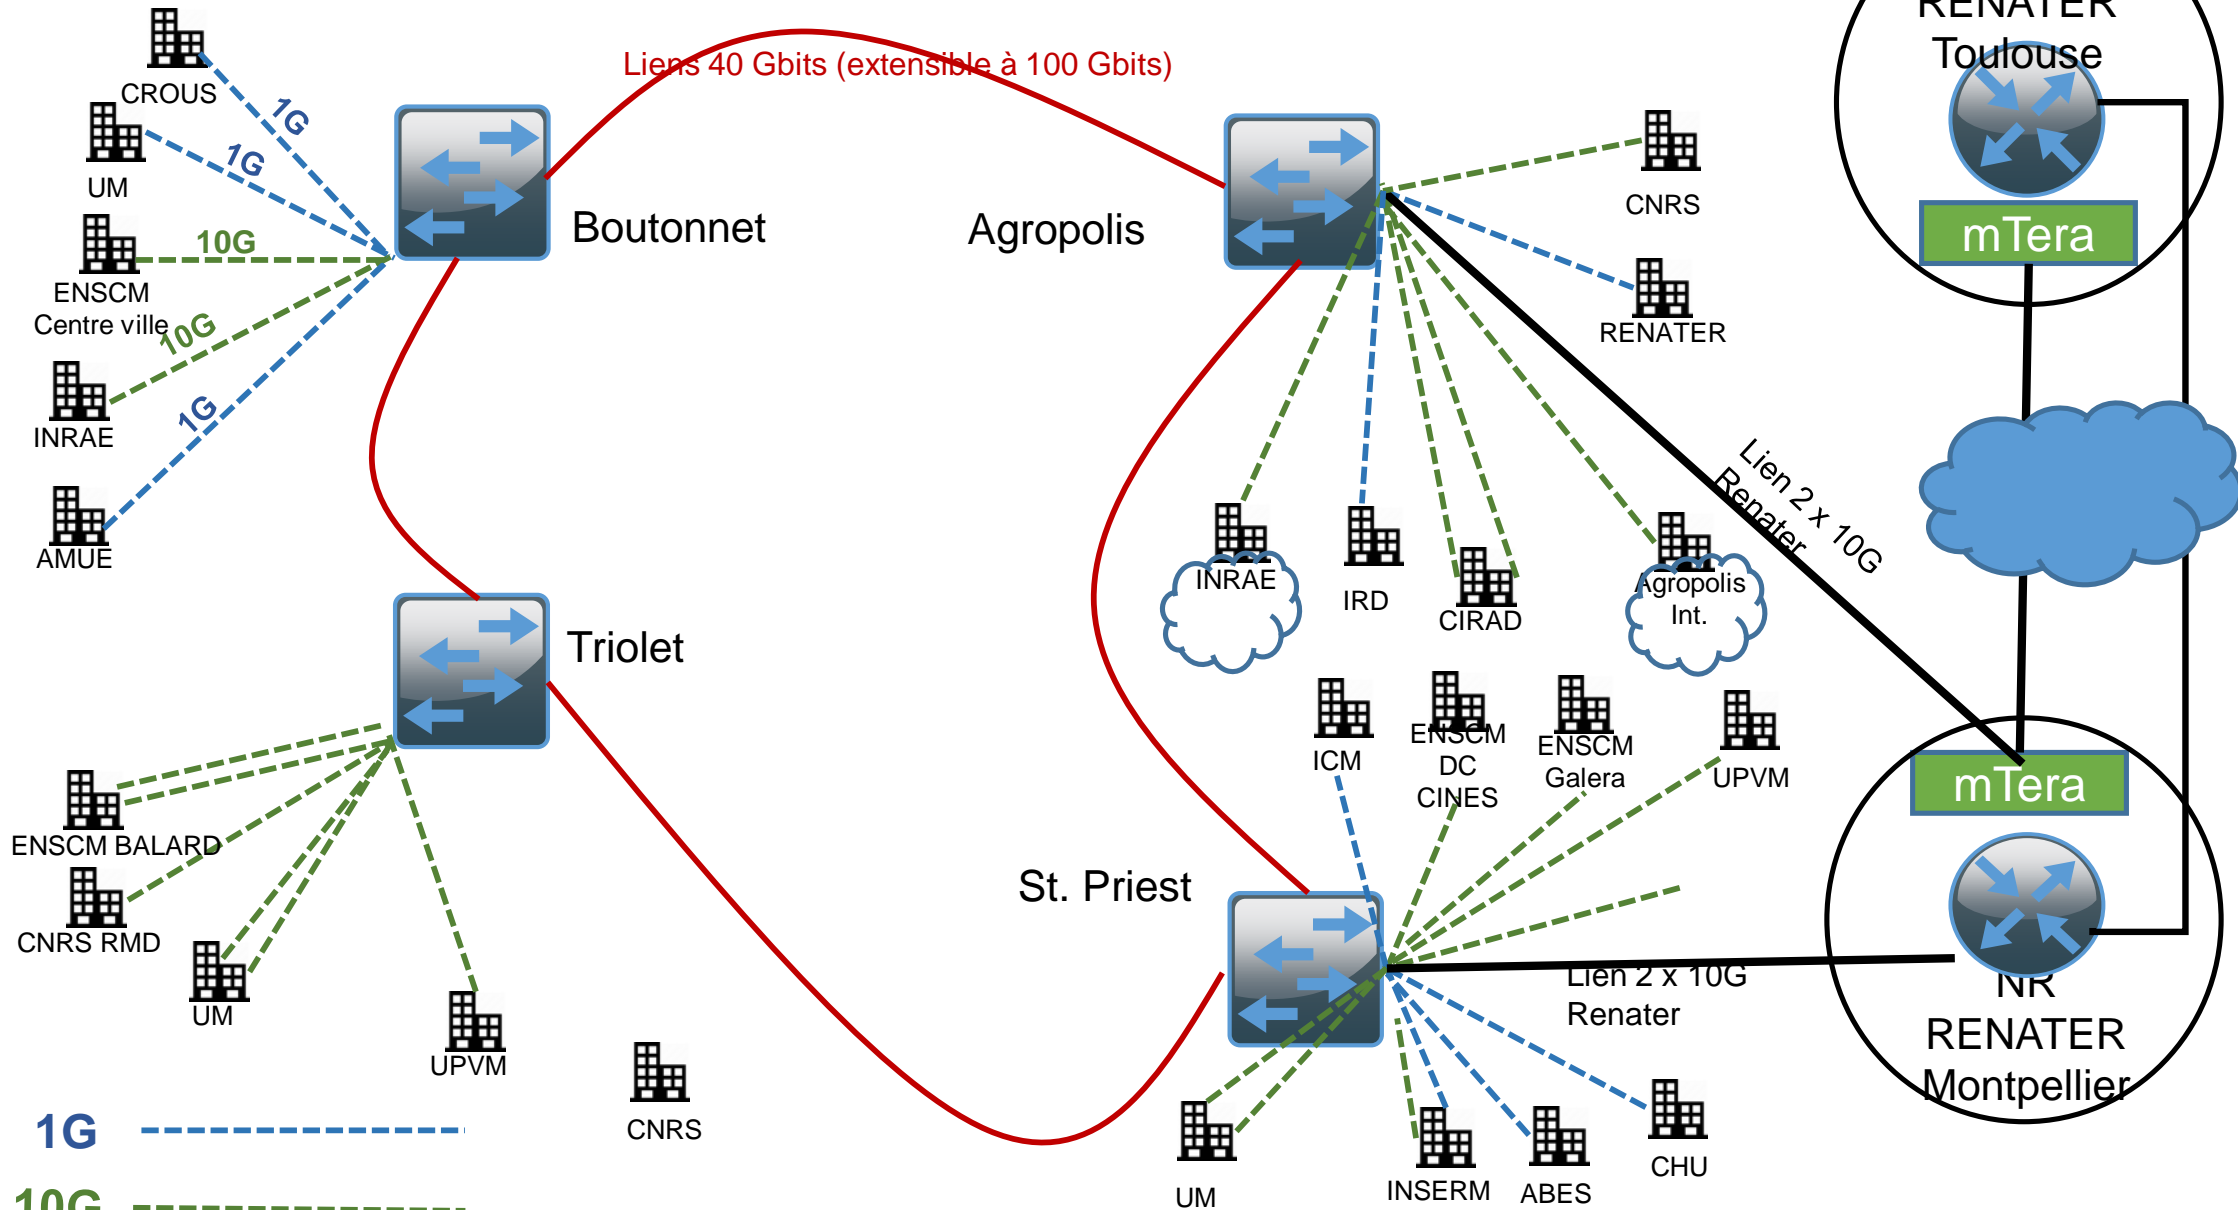 RENATER
Toulouse
mTera
Liens 40 Gbits (extensible à 100 Gbits)
CROUS
1G
UM
1G
ENSCM
Centre ville
10G
INRAE
10G
AMUE
1G
Boutonnet
Agropolis
CNRS
RENATER
Lien 2 x 10G
Renater
INRAE
IRD
CIRAD
Agropolis
Int.
Triolet
ENSCM BALARD
CNRS RMD
UM
UPVM
CNRS
St. Priest
ICM
ENSCM
DC
CINES
ENSCM
Galera
UPVM
mTera
Lien 2 x 10G
Renater
NR
RENATER
Montpellier
UM
INSERM
ABES
CHU
1G
10G